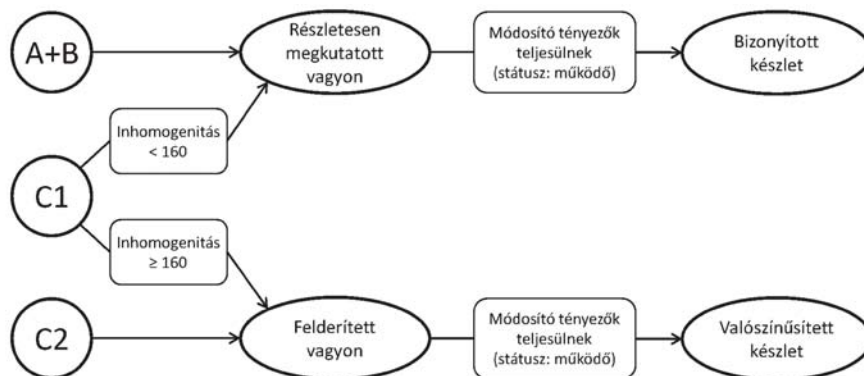 A+B
Részletesen
megkutatott
vagyon
Módosító tényezők
teljesülnek
(státusz: működő)
Bizonyított
készlet
Inhomogenitás
< 160
C1
Inhomogenitás
≥ 160
C2
Felderített
vagyon
Módosító tényezők
teljesülnek
(státusz: működő)
Valószínűsített
készlet